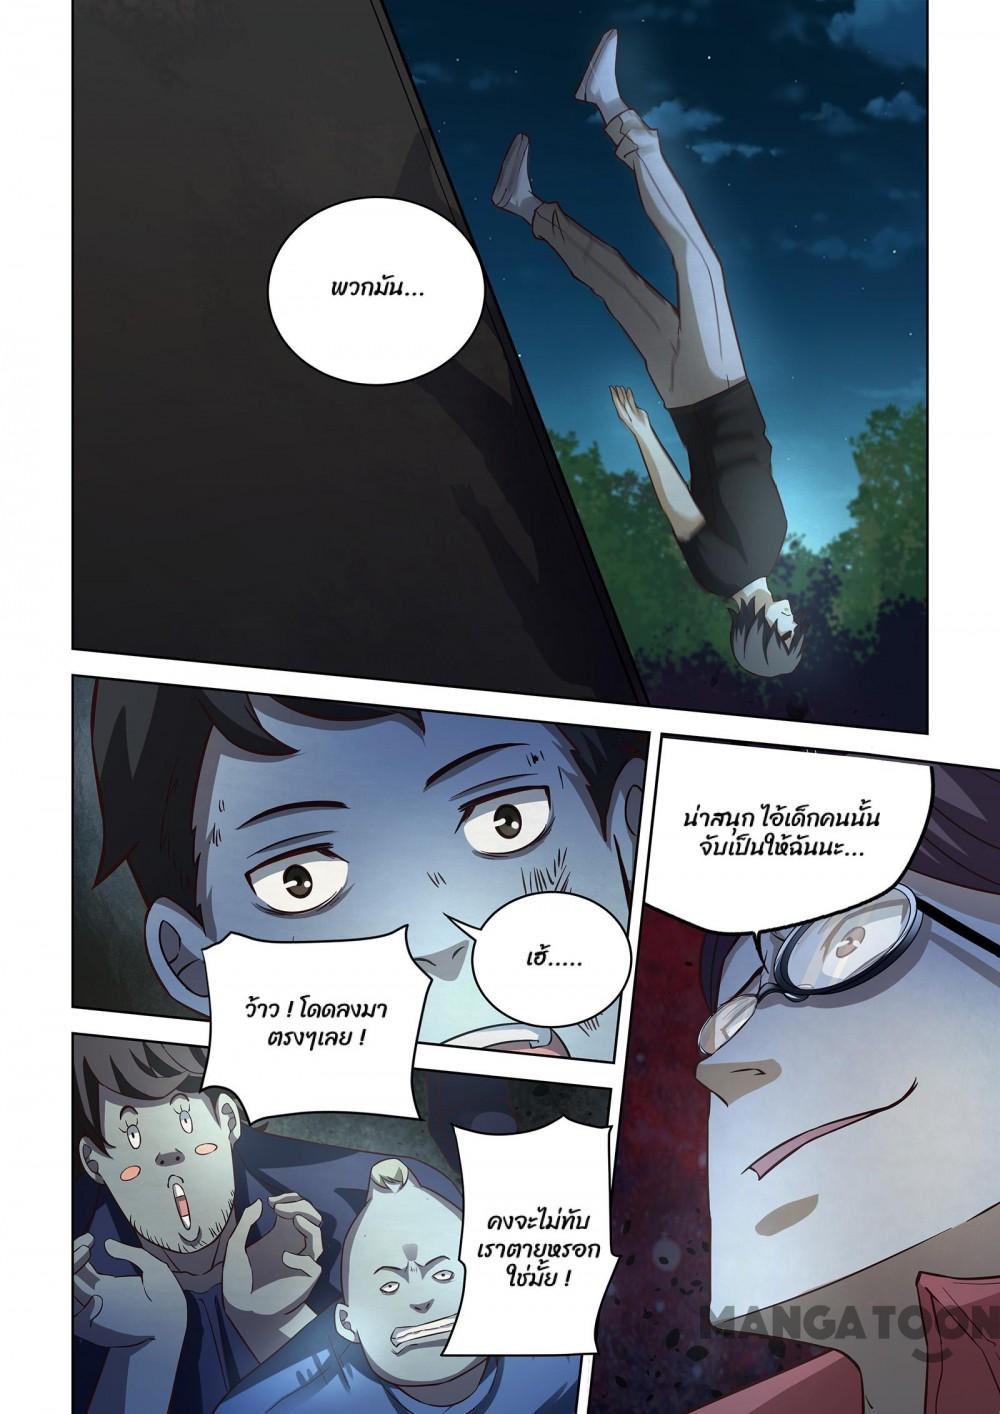 พวกมัน...
น่าสนุก ไอ้เด็กคนนั้น
จับเป็นให้ฉันนะ...
เฮ้.....
ว้าว ! โดดลงมา
ตรงๆเลย !
คงจะไม่ทับ
เราตายหรอก
ใช่มั้ย !
MANGATOON